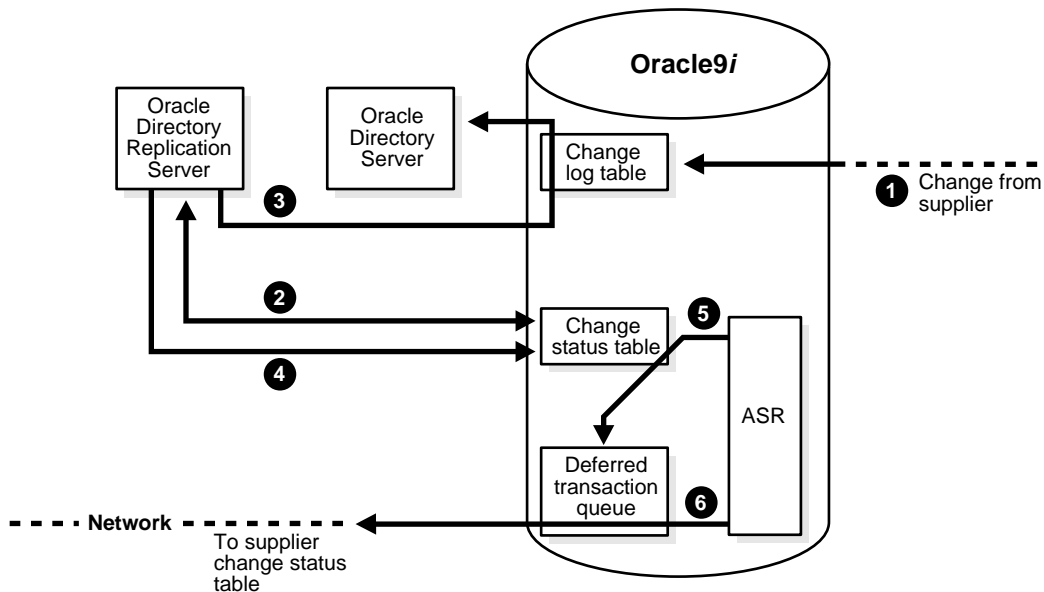 Oracle9i
Oracle
Directory
Replication
Server
Oracle
Directory
Server
Change
log table
1
Change from
supplier
3
2
Change
status table
5
4
ASR
Deferred
transaction
queue
6
Network
To supplier
change status
table